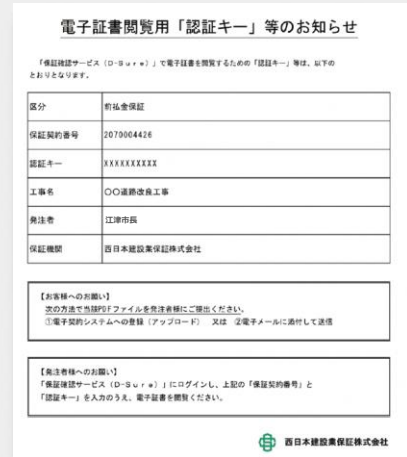 電子証書閲覧用「認証キー」等のお知らせ
「保証確認サービス(D-Sure)」で電子証書を閲覧するための「認証キー」等は、以下の
とおりとなります。
区分 前払金保証
保証契約番号 2070004426
認証キー XXXXXXXXXX
工事名 〇〇道路改良工事
発注者 江津市長
保証機関 西日本建設業保証株式会社
【お客様へのお願い】
次の方法で当該PDFファイルを発注者様にご提出ください。
①電子契約システムへの登録(アップロード) 又は ②電子メールに添付して送信
【発注者様へのお願い】
「保証確認サービス(D-Sure)」にログインし、上記の「保証契約番号」と
「認証キー」を入力のうえ、電子証書を閲覧ください。
西日本建設業保証株式会社